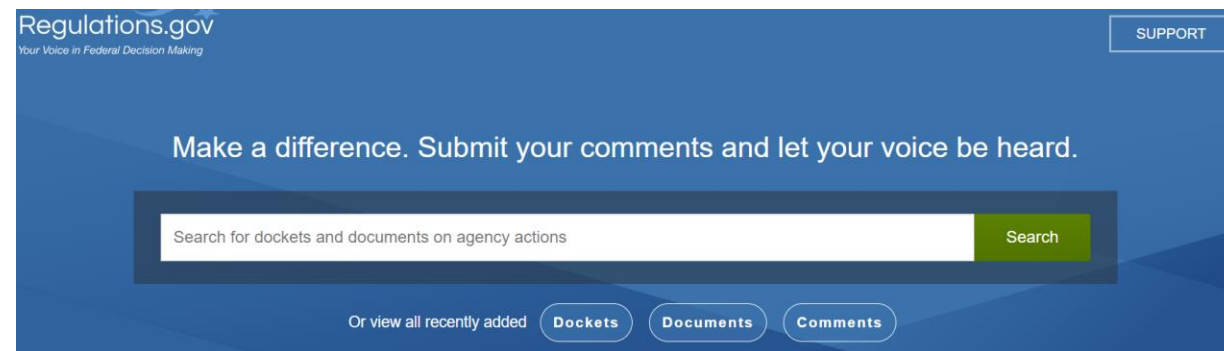 Regulations.gov
Your Voice in Federal Decision Making
SUPPORT
Make a difference. Submit your comments and let your voice be heard.
Search for dockets and documents on agency actions
Search
Or view all recently added Dockets Documents Comments